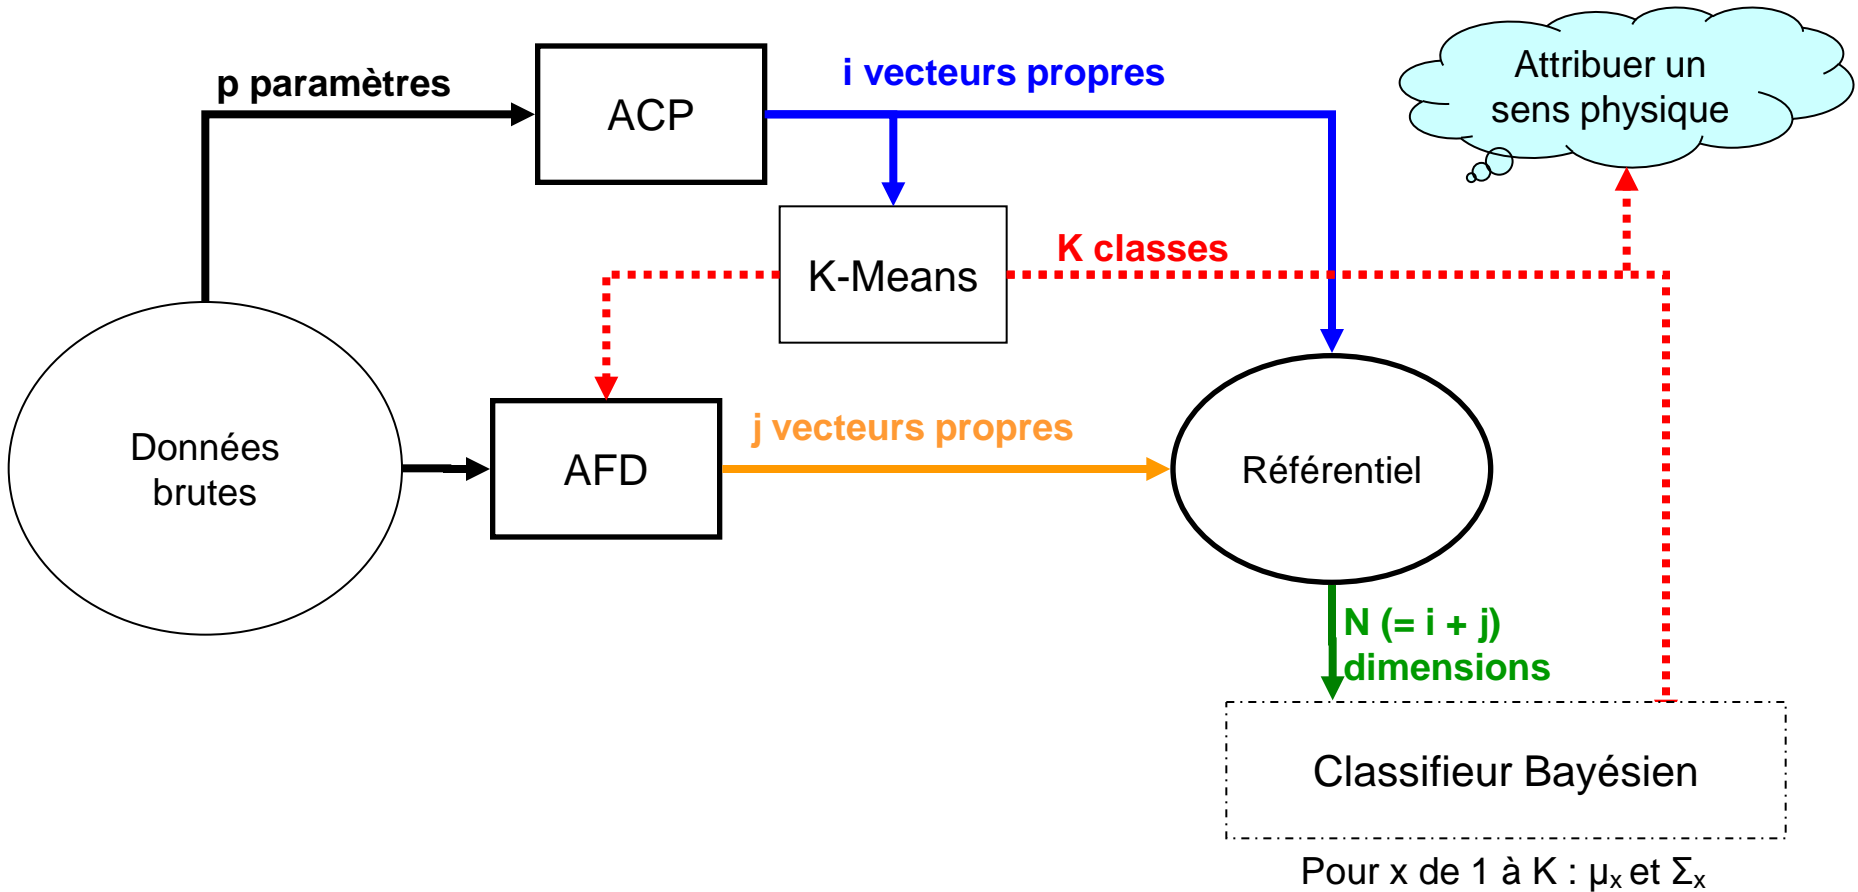 p paramètres
ACP
i vecteurs propres
Attribuer un
sens physique
K-Means
K classes
Données
brutes
AFD
j vecteurs propres
Référentiel
N (= i + j)
dimensions
Classifieur Bayésien
Pour x de 1 à K : μₓ et Σₓ